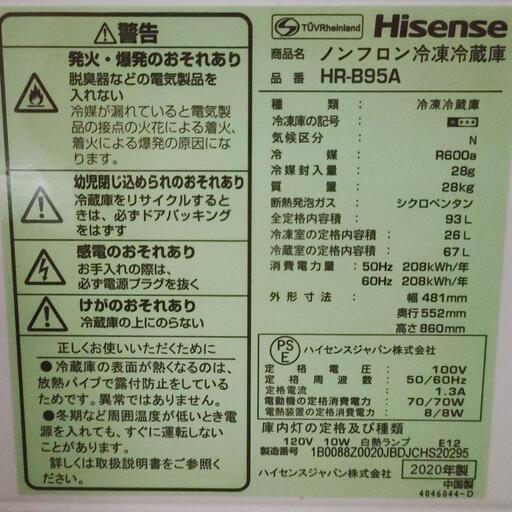 警告
発火・爆発のおそれあり
脱臭器などの電気製品を
入れない
冷媒が漏れていると電気製
品の接点の火花による着火、
着火による爆発の原因に
なります。
幼児閉じ込められのおそれあり
冷蔵庫をリサイクルすると
きは、必ずドアパッキング
をはずす
感電のおそれあり
お手入れの際は、
必ず電源プラグを抜く
けがのおそれあり
冷蔵庫の上にのらない
正しくお使いいただくために
●冷蔵庫の表面が熱くなるのは、
放熱パイプで露付防止をしている
ためです。異常ではありません。
●冬期など周囲温度が低いとき電源
を入れても、すぐに運転しない
ことがあります。
詳しくは取扱説明書をご参照ください
TÜVRheinland
Hisense
商品名 ノンフロン冷凍冷蔵庫
品番 HR-B95A
種類: 冷凍冷蔵庫
冷凍庫の記号:
気候区分: N
冷媒: R600a
冷媒封入量: 28g
質量: 28kg
断熱発泡ガス: シクロペンタン
全定格内容積: 93L
冷凍室の定格内容積: 26L
冷蔵室の定格内容積: 67L
消費電力量: 50Hz 208kWh/年
60Hz 208kWh/年
外形寸法: 幅 481mm
奥行 552mm
高さ 860mm
PS
E
ハイセンスジャパン株式会社
定格電圧: 100V
定格周波数: 50/60Hz
定格電流: 1.3A
電動機の定格消費電力: 70/70W
電熱装置の定格消費電力: 8/8W
庫内灯の定格及び種類
120V 10W 白熱ランプ E12
製造番号 1B0088Z0020JBDJCHS20295
ハイセンスジャパン株式会社
2020年製
中国製
4046044-D